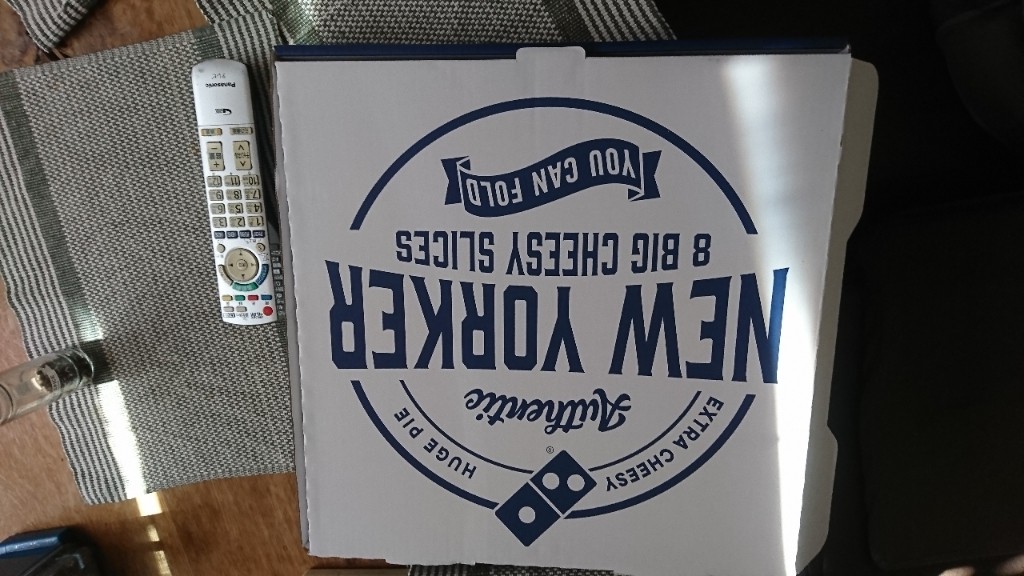 HUGE PIE
EXTRA CHEESY
Authentic
NEW YORKER
8 BIG CHEESY SLICES
YOU CAN FOLD
Panasonic